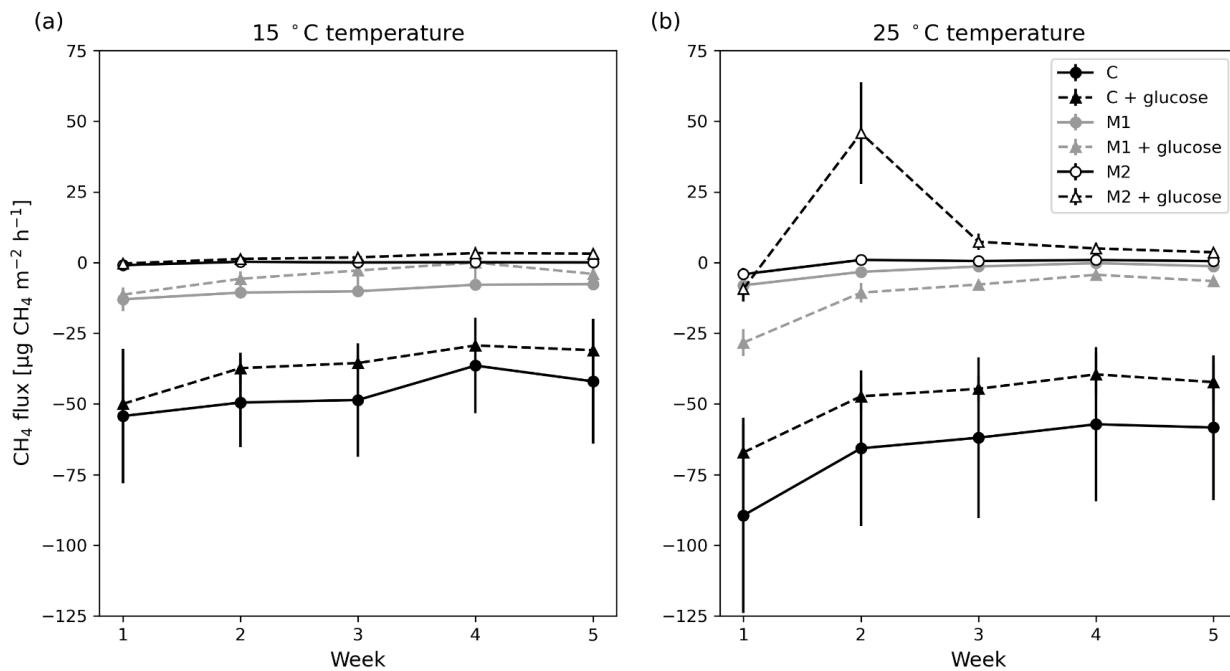 (a)
15 °C temperature
(b)
25 °C temperature
CH₄ flux [µg CH₄ m⁻² h⁻¹]
75
50
25
0
−25
−50
−75
−100
−125
1 2 3 4 5
Week
75
50
25
0
−25
−50
−75
−100
−125
1 2 3 4 5
Week
C
C + glucose
M1
M1 + glucose
M2
M2 + glucose